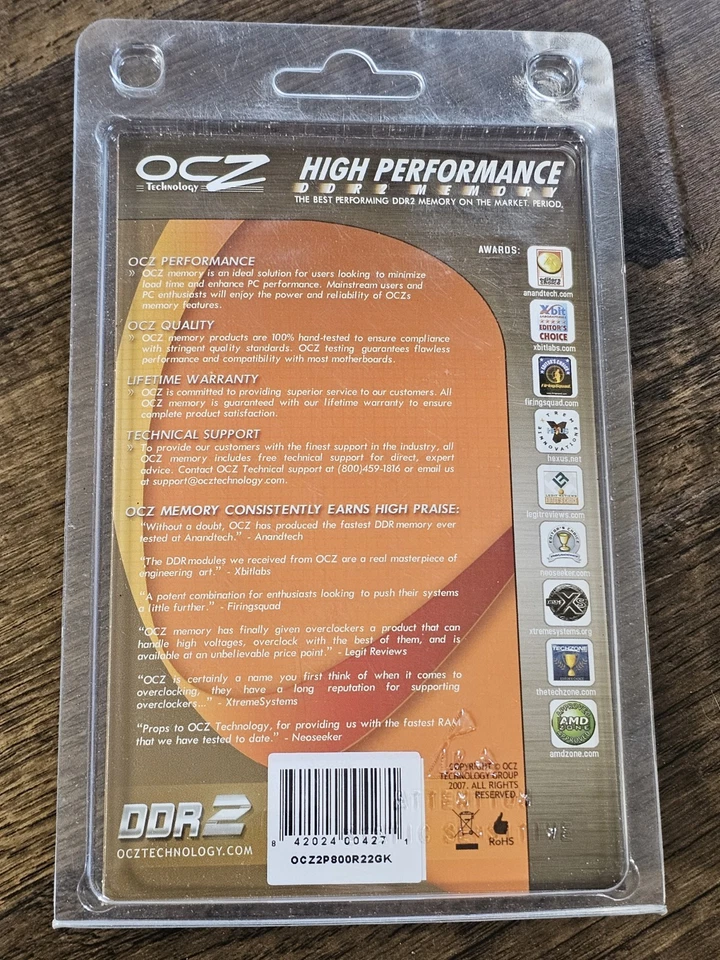 OCZ
Technology
HIGH PERFORMANCE
DDR2 MEMORY
THE BEST PERFORMING DDR2 MEMORY ON THE MARKET. PERIOD.
OCZ PERFORMANCE
» OCZ memory is an ideal solution for users looking to minimize
load time and enhance PC performance. Mainstream users and
PC enthusiasts will enjoy the power and reliability of OCZs
memory features.
OCZ QUALITY
» OCZ memory products are 100% hand-tested to ensure compliance
with stringent quality standards. OCZ testing guarantees flawless
performance and compatibility with most motherboards.
LIFETIME WARRANTY
» OCZ is committed to providing superior service to our customers. All
OCZ memory is guaranteed with our lifetime warranty to ensure
complete product satisfaction.
TECHNICAL SUPPORT
» To provide our customers with the finest support in the industry, all
OCZ memory includes free technical support for direct, expert
advice. Contact OCZ Technical support at (800)459-1816 or email us
at support@ocztechnology.com.
OCZ MEMORY CONSISTENTLY EARNS HIGH PRAISE:
"Without a doubt, OCZ has produced the fastest DDR memory ever
tested at Anandtech." - Anandtech
"The DDR modules we received from OCZ are a real masterpiece of
engineering art." - Xbitlabs
"A potent combination for enthusiasts looking to push their systems
a little further." - Firingsquad
"OCZ memory has finally given overclockers a product that can
handle high voltages, overclock with the best of them, and is
available at an unbelievable price point." - Legit Reviews
"OCZ is certainly a name you first think of when it comes to
overclocking, they have a long reputation for supporting
overclockers..." - XtremeSystems
"Props to OCZ Technology, for providing us with the fastest RAM
that we have tested to date." - Neoseeker
AWARDS:
anandtech.com
Xbit
EDITOR'S
CHOICE
xbitlabs.com
firingsquad.com
hexus.net
legitreviews.com
neoseeker.com
xtremesystems.org
TECHZONE
thetechzone.com
AMD
ZONE
amdzone.com
COPYRIGHT © OCZ
TECHNOLOGY GROUP
2007. ALL RIGHTS
RESERVED.
ATTENTION
SENSITIVE
RoHS
DDR2
OCZTECHNOLOGY.COM
8 42024 00427 1
OCZ2P800R22GK